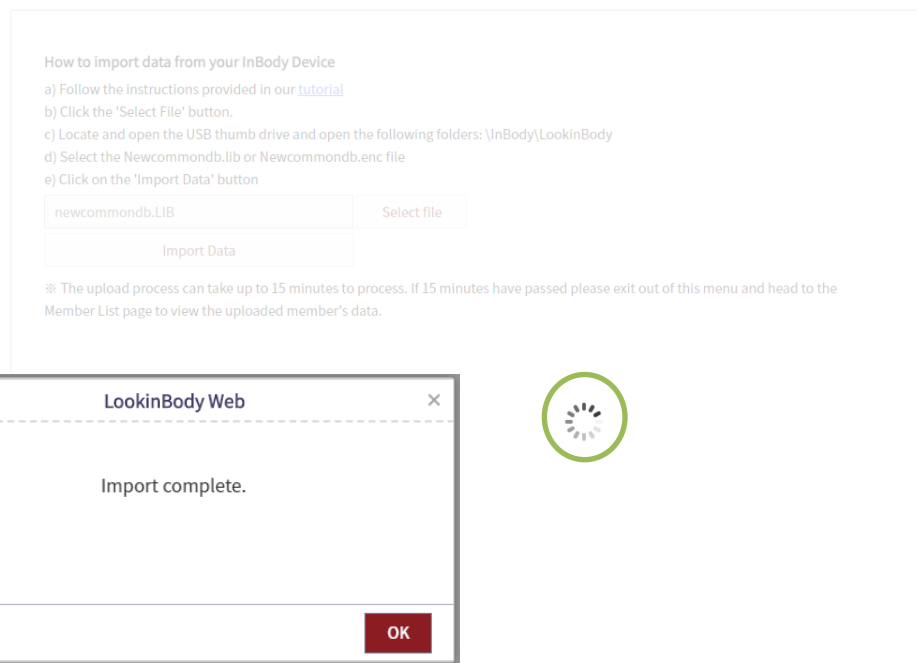 How to import data from your InBody Device
a) Follow the instructions provided in our tutorial
b) Click the 'Select File' button.
c) Locate and open the USB thumb drive and open the following folders: \InBody\LookinBody
d) Select the Newcommondb.lib or Newcommondb.enc file
e) Click on the 'Import Data' button
newcommondb.LIB
Select file
Import Data
※ The upload process can take up to 15 minutes to process. If 15 minutes have passed please exit out of this menu and head to the
Member List page to view the uploaded member's data.
LookinBody Web
×
Import complete.
OK